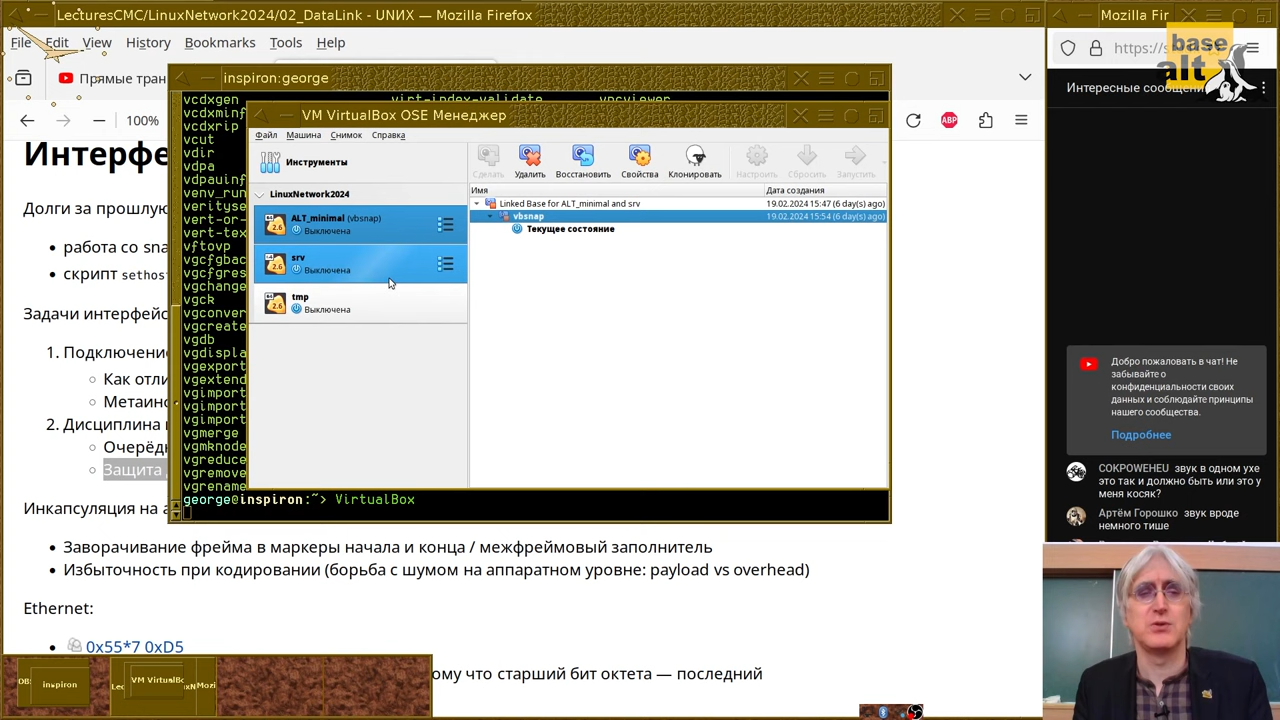 LecturesCMC/LinuxNetwork2024/02_DataLink - UNИX — Mozilla Firefox
File Edit View History Bookmarks Tools Help
Прямые тран
100%
ABP
Интерфе
Долги за прошлую
работа со sna
скрипт sethos
Задачи интерфейс
1. Подключение
Как отли
Метаинф
2. Дисциплина
Очерёдн
Защита
Инкапсуляция на а
Заворачивание фрейма в маркеры начала и конца / межфреймовый заполнитель
Избыточность при кодировании (борьба с шумом на аппаратном уровне: payload vs overhead)
Ethernet:
0x55*7 0xD5
ому что старший бит октета — последний
inspiron:george
vcdxgen virt-index-validate vncviewer
vcdxminf
vcdxrip
vcut
vdir
vdpa
vdpauinf
venv_run
verityse
vert-or-
vert-tex
vftovp
vgcfgbac
vgcfgres
vgchange
vgck
vgconver
vgcreate
vgdb
vgdispla
vgexport
vgextend
vgimport
vgimport
vgimport
vgmerge
vgmknode
vgreduce
vgremove
vgrename
george@inspiron:~> VirtualBox
VM VirtualBox OSE Менеджер
Файл Машина Снимок Справка
Инструменты
LinuxNetwork2024
ALT_minimal (vbsnap)
Выключена
srv
Выключена
tmp
Выключена
Сделать Удалить Восстановить Свойства Клонировать Настроить Сбросить Запустить
Имя Дата создания
Linked Base for ALT_minimal and srv 19.02.2024 15:47 (6 day(s) ago)
vbsnap 19.02.2024 15:54 (6 day(s) ago)
Текущее состояние
Mozilla Fir
https://s
base
alt
Интересные сообщени
Добро пожаловать в чат! Не
забывайте о
конфиденциальности своих
данных и соблюдайте принципы
нашего сообщества.
Подробнее
COKPOWEHEU звук в одном ухе
это так и должно быть или это у
меня косяк?
Артём Горошко звук вроде
немного тише
inspiron
VM VirtualBo